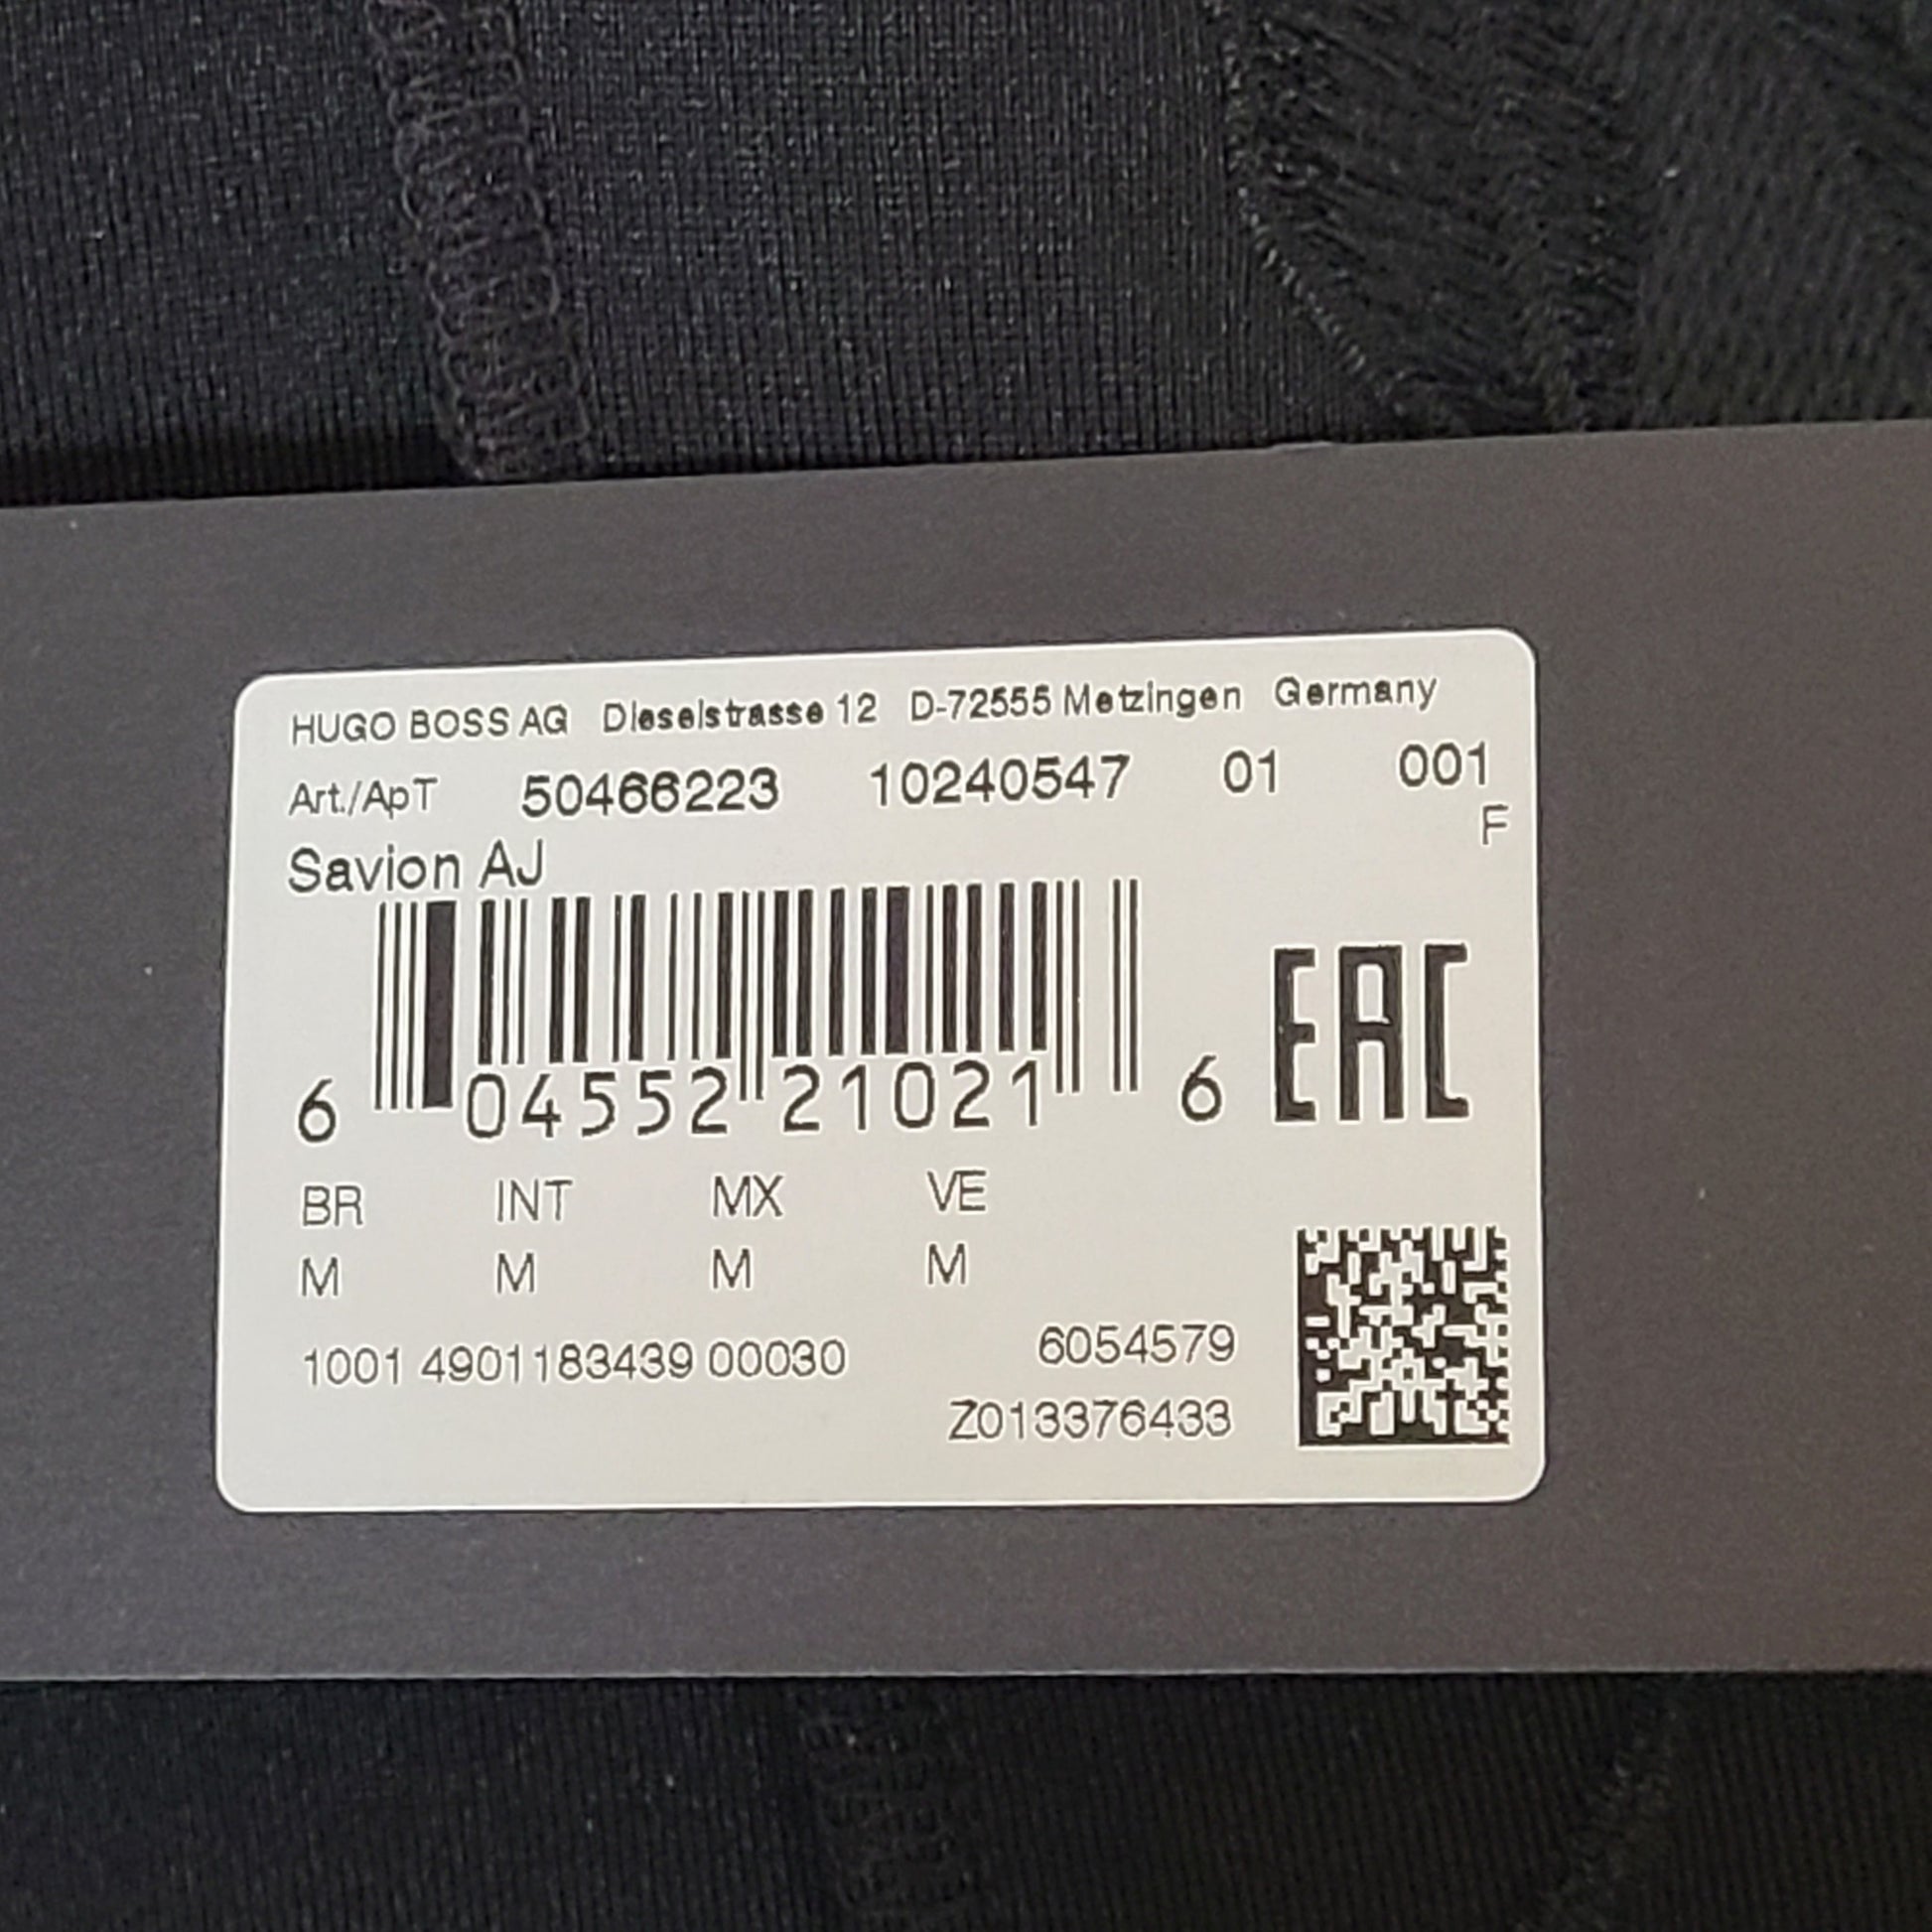 HUGO BOSS AG Dieselstrasse 12 D-72555 Metzingen Germany
Art./ApT 50466223 10240547 01 001
F
Savion AJ
6 04552 21021 6
EAC
BR INT MX VE
M M M M
1001 4901183439 00030 6054579
Z013376433